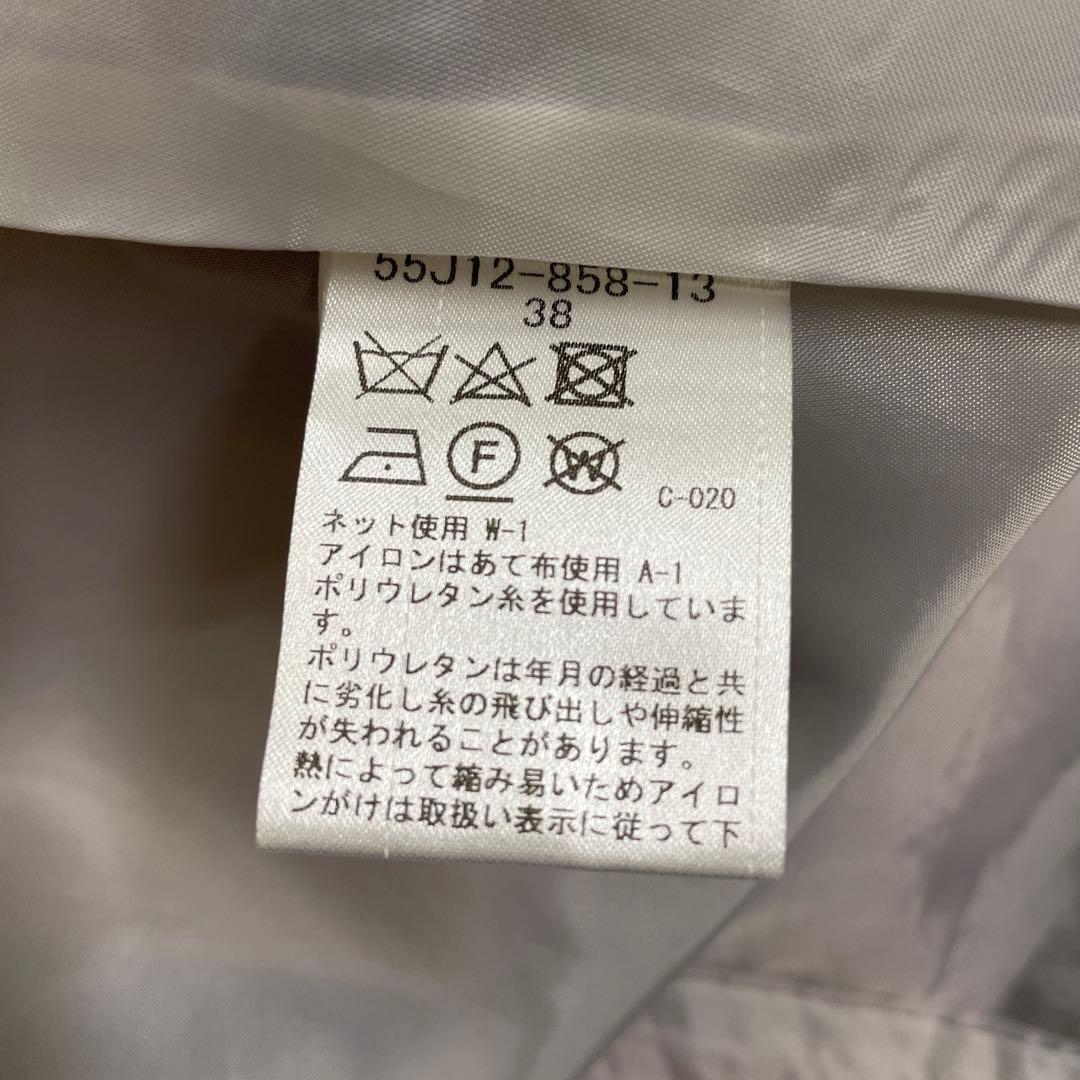 55J12-858-13
38
F
W
C-020
ネット使用 W-1
アイロンはあて布使用 A-1
ポリウレタン糸を使用していま
す。
ポリウレタンは年月の経過と共
に劣化し糸の飛び出しや伸縮性
が失われることがあります。
熱によって縮み易いためアイロ
ンがけは取扱い表示に従って下